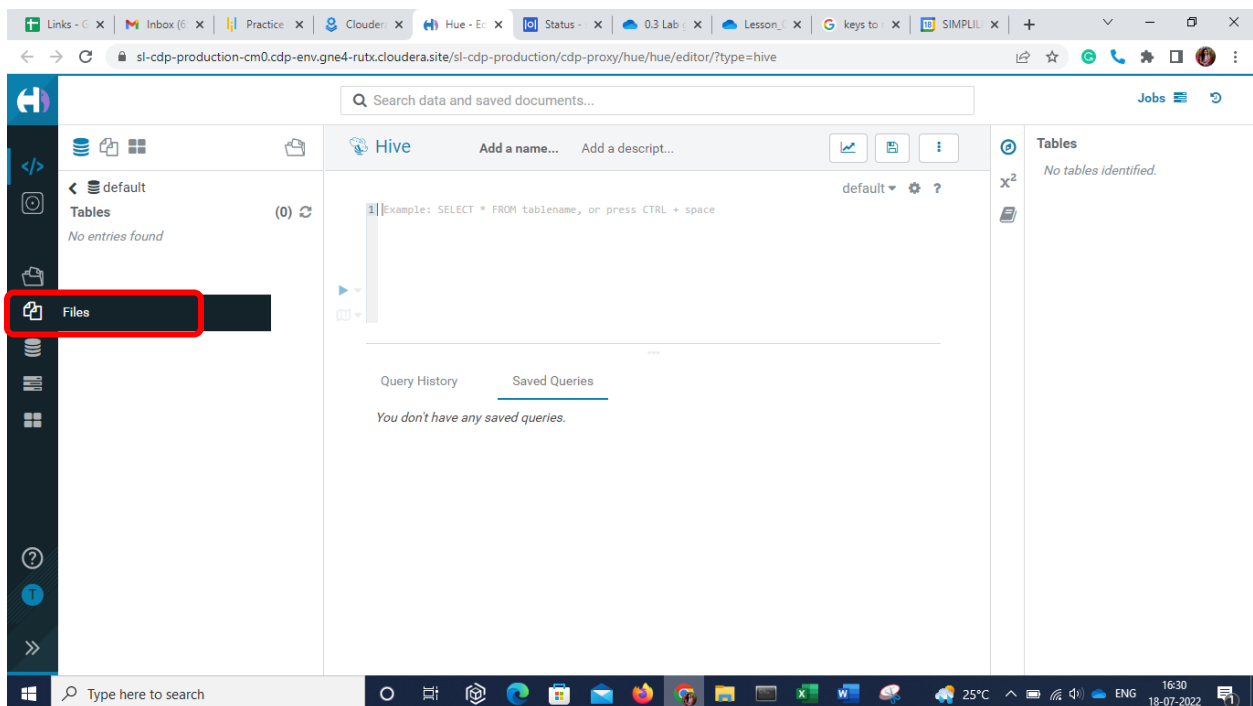 Links - G
Inbox (6
Practice
Clouder
Hue - Ed
Status -
0.3 Lab g
Lesson_0
keys to
18
SIMPLIL
sl-cdp-production-cm0.cdp-env.gne4-rutx.cloudera.site/sl-cdp-production/cdp-proxy/hue/hue/editor/?type=hive
Search data and saved documents...
Jobs
Hive
Add a name...
Add a descript...
default
Tables
(0)
No entries found
default
?
1
Example: SELECT * FROM tablename, or press CTRL + space
Tables
No tables identified.
Files
Query History
Saved Queries
You don't have any saved queries.
T
Type here to search
25°C
ENG
16:30
18-07-2022
1